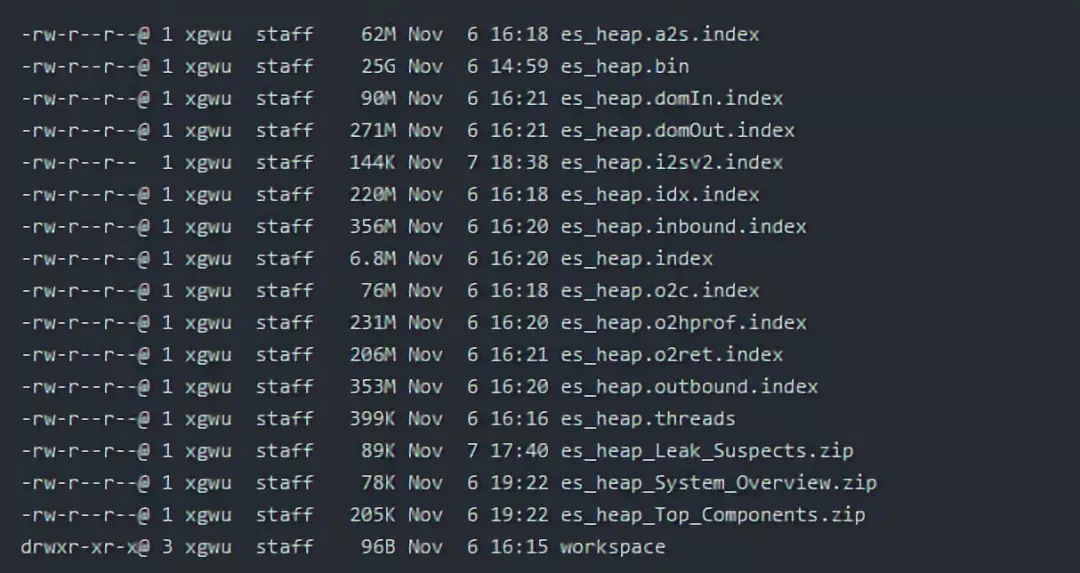 -rw-r--r--@ 1 xgwu  staff    62M Nov  6 16:18 es_heap.a2s.index
-rw-r--r--@ 1 xgwu  staff    25G Nov  6 14:59 es_heap.bin
-rw-r--r--@ 1 xgwu  staff    90M Nov  6 16:21 es_heap.domIn.index
-rw-r--r--@ 1 xgwu  staff   271M Nov  6 16:21 es_heap.domOut.index
-rw-r--r--  1 xgwu  staff   144K Nov  7 18:38 es_heap.i2sv2.index
-rw-r--r--@ 1 xgwu  staff   220M Nov  6 16:18 es_heap.idx.index
-rw-r--r--@ 1 xgwu  staff   356M Nov  6 16:20 es_heap.inbound.index
-rw-r--r--@ 1 xgwu  staff   6.8M Nov  6 16:20 es_heap.index
-rw-r--r--@ 1 xgwu  staff    76M Nov  6 16:18 es_heap.o2c.index
-rw-r--r--@ 1 xgwu  staff   231M Nov  6 16:20 es_heap.o2hprof.index
-rw-r--r--@ 1 xgwu  staff   206M Nov  6 16:21 es_heap.o2ret.index
-rw-r--r--@ 1 xgwu  staff   353M Nov  6 16:20 es_heap.outbound.index
-rw-r--r--@ 1 xgwu  staff   399K Nov  6 16:16 es_heap.threads
-rw-r--r--@ 1 xgwu  staff    89K Nov  7 17:40 es_heap_Leak_Suspects.zip
-rw-r--r--@ 1 xgwu  staff    78K Nov  6 19:22 es_heap_System_Overview.zip
-rw-r--r--@ 1 xgwu  staff   205K Nov  6 19:22 es_heap_Top_Components.zip
drwxr-xr-x@ 3 xgwu  staff    96B Nov  6 16:15 workspace